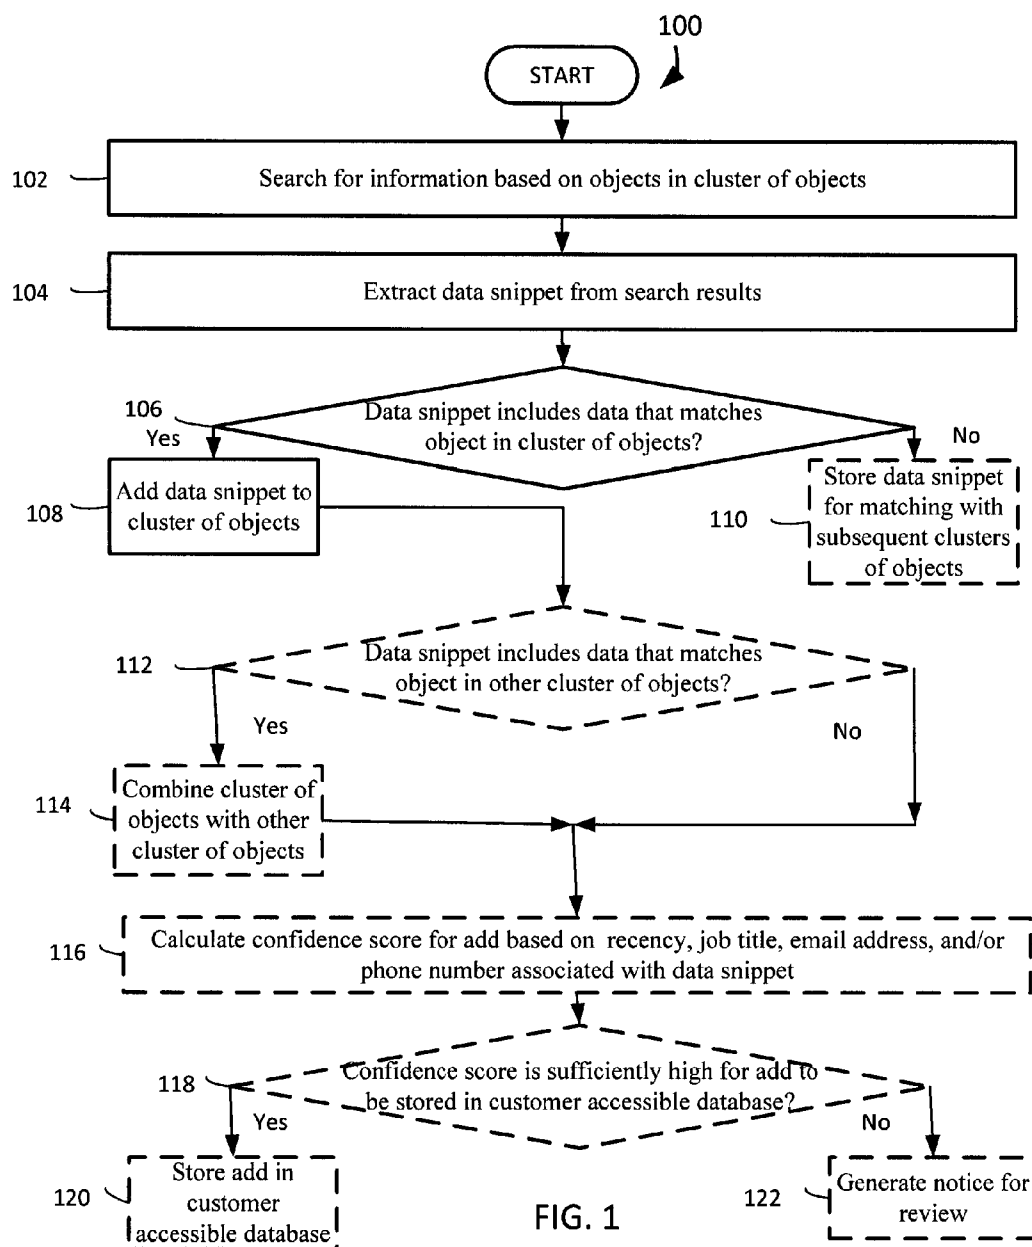 100
START
102
Search for information based on objects in cluster of objects
104
Extract data snippet from search results
106
Data snippet includes data that matches
object in cluster of objects?
Yes
No
108
Add data snippet to
cluster of objects
110
Store data snippet
for matching with
subsequent clusters
of objects
112
Data snippet includes data that matches
object in other cluster of objects?
Yes
No
114
Combine cluster of
objects with other
cluster of objects
116
Calculate confidence score for add based on recency, job title, email address, and/or
phone number associated with data snippet
118
Confidence score is sufficiently high for add to
be stored in customer accessible database?
Yes
No
120
Store add in
customer
accessible database
122
Generate notice for
review
FIG. 1